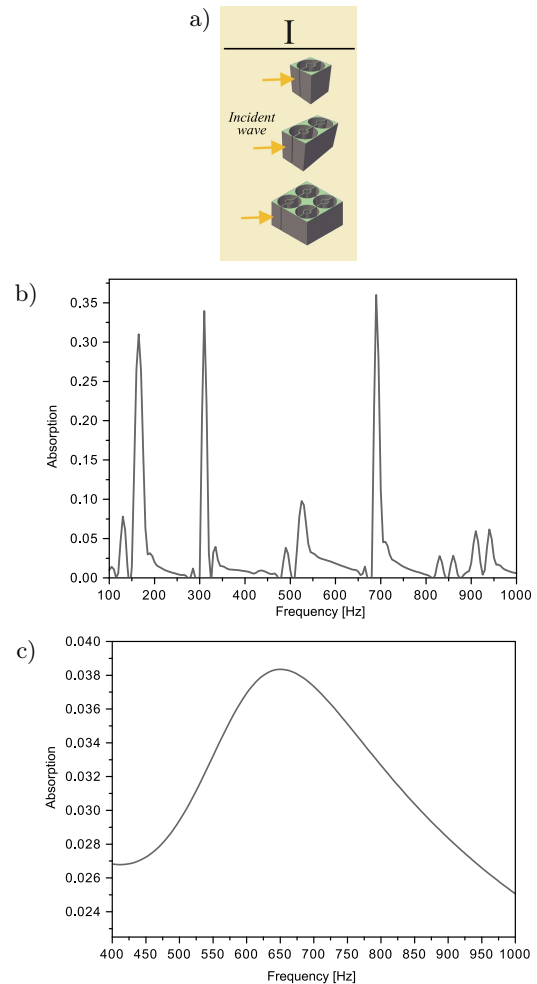 a)
I
Incident
wave
b)
0.35
0.30
0.25
0.20
0.15
0.10
0.05
0.00
Absorption
100 200 300 400 500 600 700 800 900 1000
Frequency [Hz]
c)
0.040
0.038
0.036
0.034
0.032
0.030
0.028
0.026
0.024
Absorption
400 450 500 550 600 650 700 750 800 850 900 950 1000
Frequency [Hz]